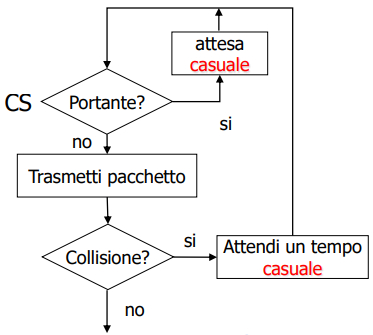 attesa
casuale
CS
Portante?
si
no
Trasmetti pacchetto
Collisione?
si
Attendi un tempo
casuale
no